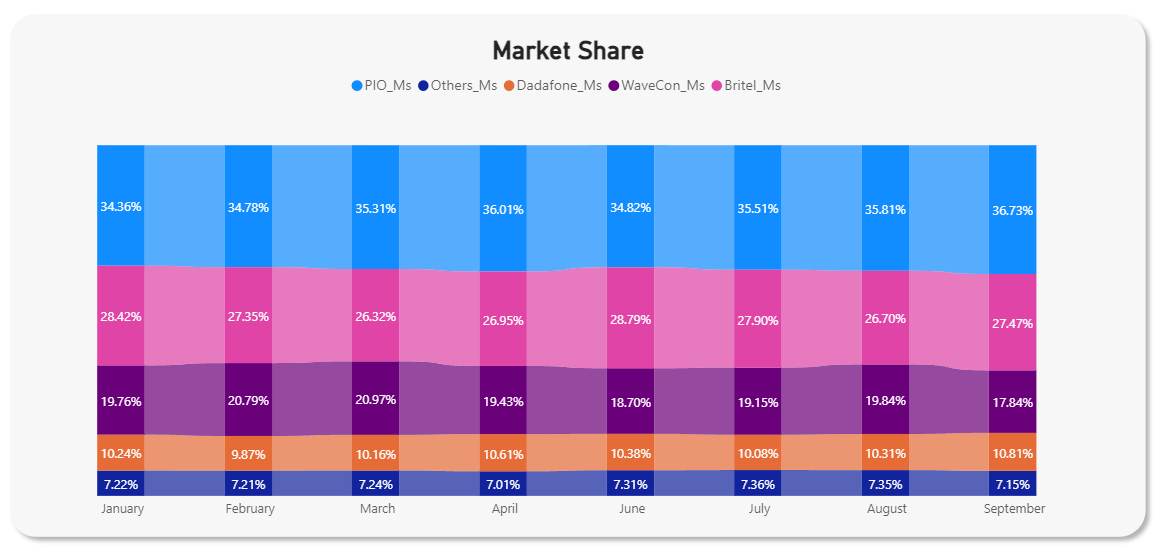 Market Share
PIO_Ms Others_Ms Dadafone_Ms WaveCon_Ms Britel_Ms
34.36% 34.78% 35.31% 36.01% 34.82% 35.51% 35.81% 36.73%
28.42% 27.35% 26.32% 26.95% 28.79% 27.90% 26.70% 27.47%
19.76% 20.79% 20.97% 19.43% 18.70% 19.15% 19.84% 17.84%
10.24% 9.87% 10.16% 10.61% 10.38% 10.08% 10.31% 10.81%
7.22% 7.21% 7.24% 7.01% 7.31% 7.36% 7.35% 7.15%
January February March April June July August September